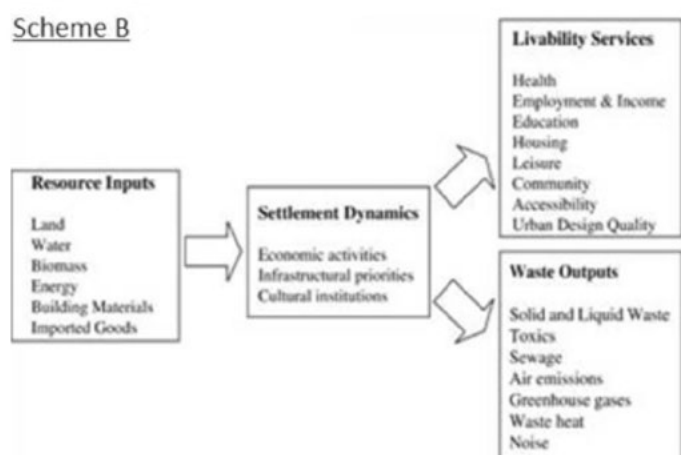 Scheme B
Resource Inputs
Land
Water
Biomass
Energy
Building Materials
Imported Goods
Settlement Dynamics
Economic activities
Infrastructural priorities
Cultural institutions
Livability Services
Health
Employment & Income
Education
Housing
Leisure
Community
Accessibility
Urban Design Quality
Waste Outputs
Solid and Liquid Waste
Toxics
Sewage
Air emissions
Greenhouse gases
Waste heat
Noise